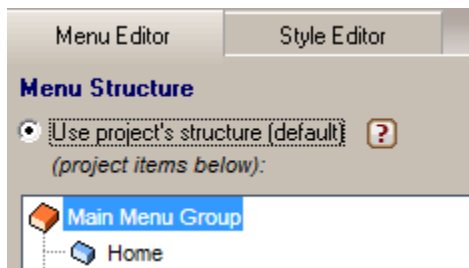 Menu Editor Style Editor
Menu Structure
Use project's structure (default) ?
(project items below):
Main Menu Group
Home